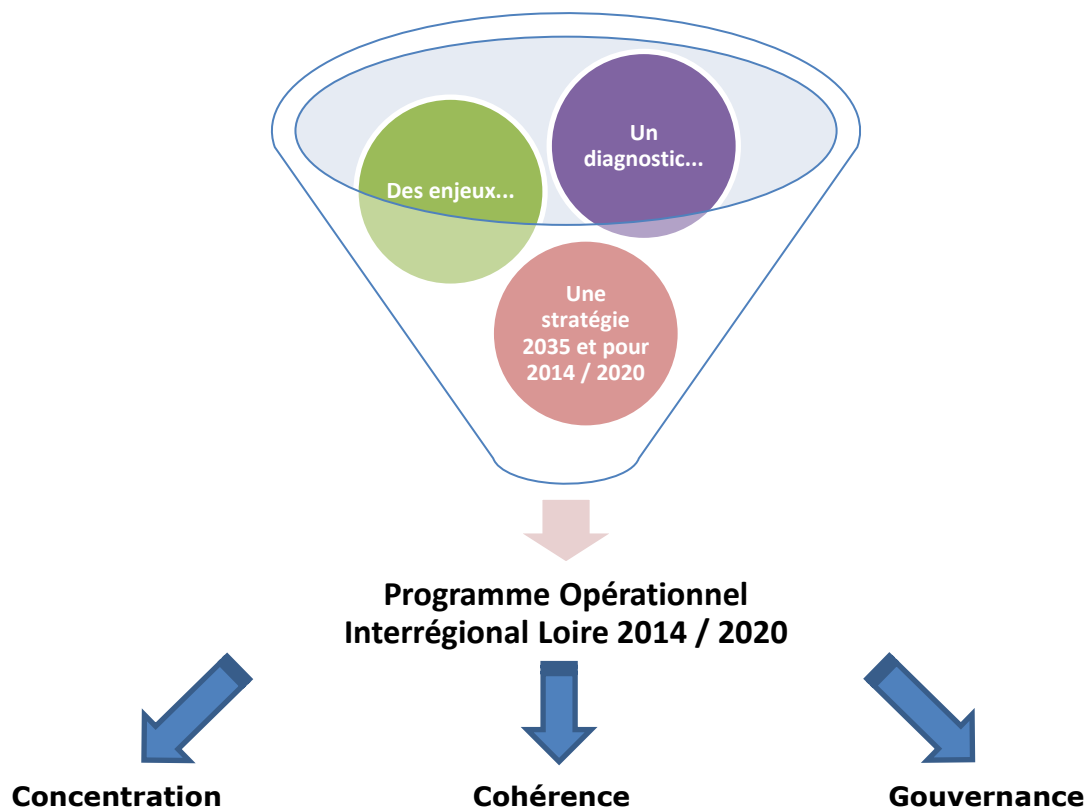 Un
diagnostic...
Des enjeux...
Une
stratégie
2035 et pour
2014 / 2020
Programme Opérationnel
Interrégional Loire 2014 / 2020
Concentration
Cohérence
Gouvernance